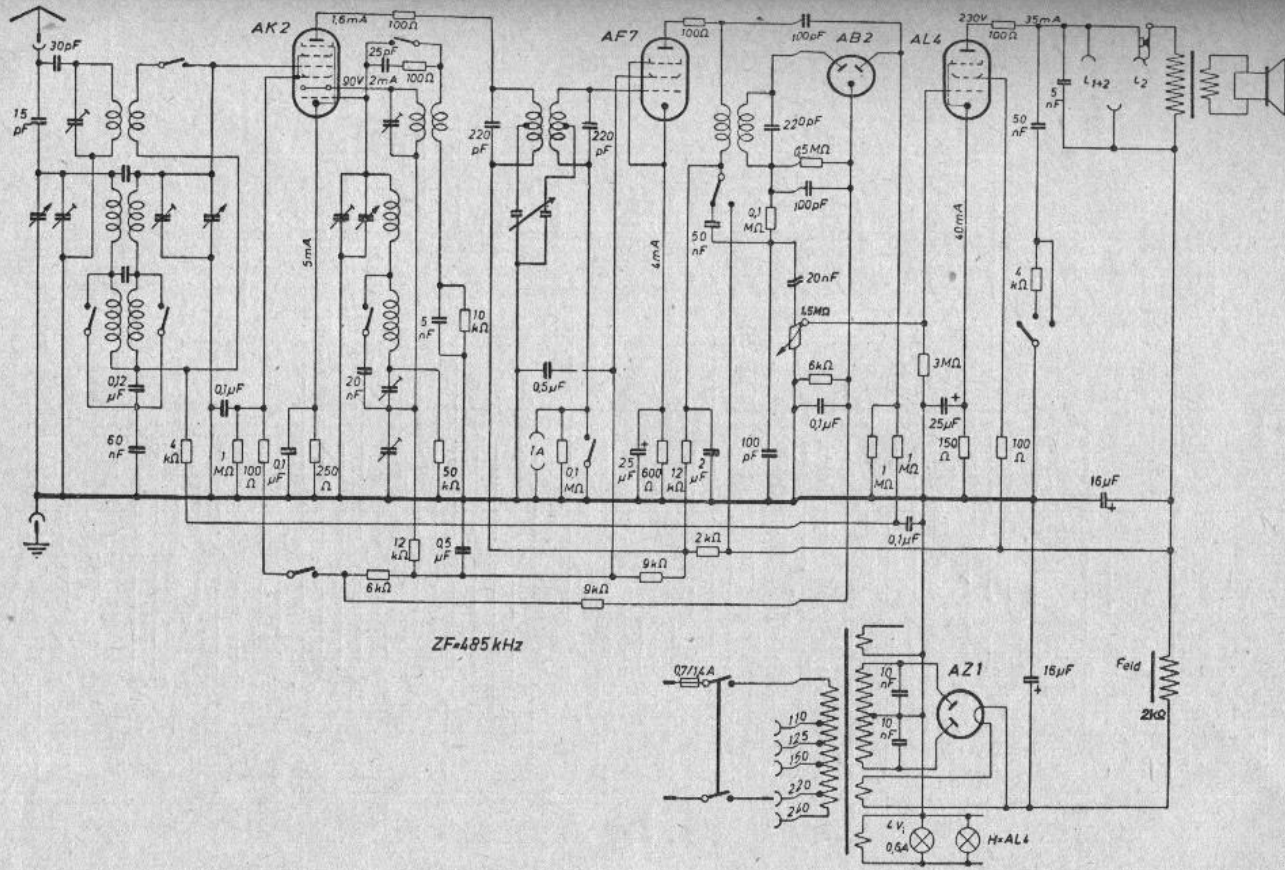 AK2
1,6mA
100Ω
AF7
100Ω
100pF
AB2
AL4
230V
35mA
100Ω
30pF
25pF
100Ω
90V
2mA
15
pF
220
pF
220
pF
220pF
0,5MΩ
100pF
0,1
MΩ
50
nF
5
nF
L1+2
L2
50
nF
5mA
4mA
40mA
20nF
1,5MΩ
4
kΩ
5
nF
10
kΩ
0,12
µF
0,1µF
20
nF
0,5µF
6kΩ
0,1µF
3MΩ
25µF
+
60
nF
4
kΩ
1
MΩ
100
Ω
0,1
µF
250
Ω
50
kΩ
1A
0,1
MΩ
+
25
µF
600
Ω
12
kΩ
2
µF
100
pF
1
MΩ
1
MΩ
150
Ω
100
Ω
16µF
+
12
kΩ
0,5
µF
2kΩ
0,1µF
6kΩ
9kΩ
9kΩ
ZF=485kHz
0,7/1,4A
110
125
150
220
240
10
nF
10
nF
AZ1
16µF
+
Feld
2kΩ
4V;
0,6A
H=AL4